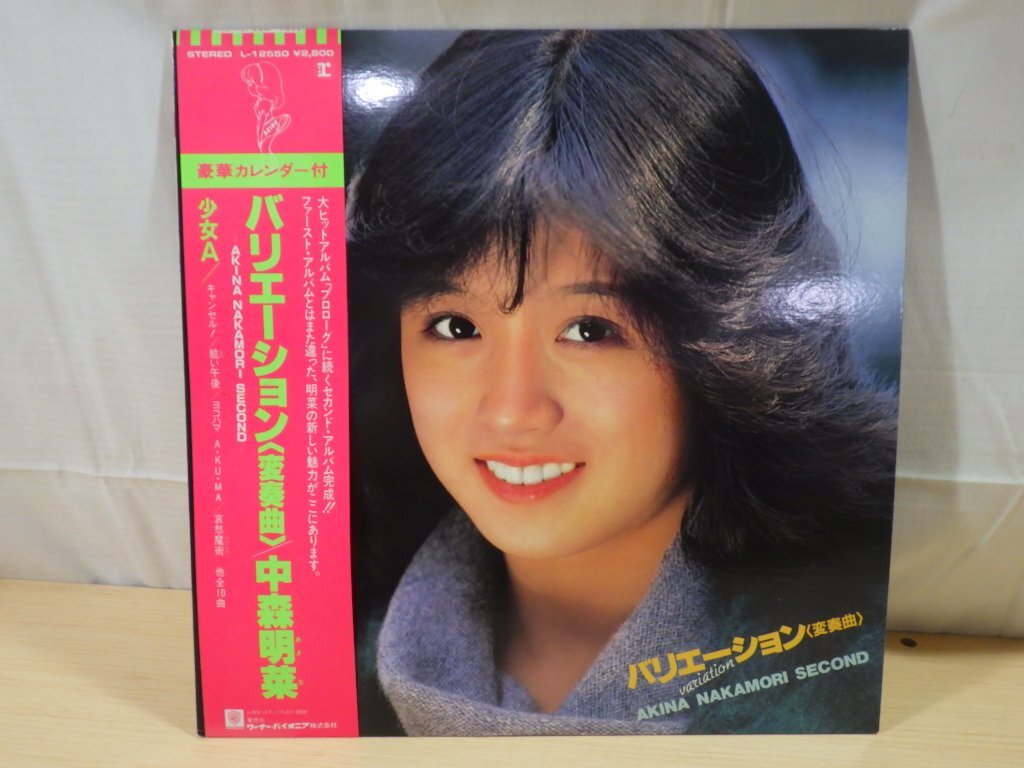 STEREO L-12550 ¥2,800
豪華カレンダー付
大ヒットアルバム「プロローグ」に続くセカンド・アルバム完成!!
ファースト・アルバムとはまた違った、明菜の新しい魅力がここにあります。
バリエーション〈変奏曲〉/中森明菜
あきな
AKINA NAKAMORI SECOND
少女A/キャンセル! 脆い午後 ヨコハマ A・KU・MA 哀愁魔術 他全10曲
ワーナー・パイオニア株式会社
バリエーション〈変奏曲〉
variation
AKINA NAKAMORI SECOND